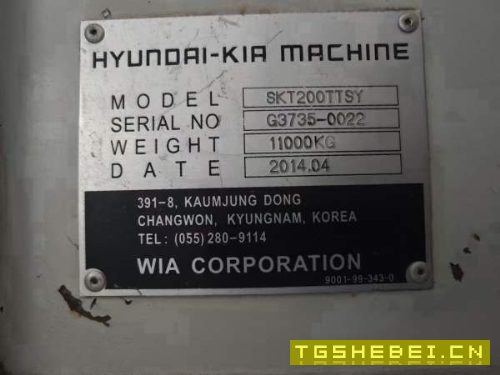 HYUNDAI-KIA MACHINE
MODEL SKT200TTSY
SERIAL NO G3735-0022
WEIGHT 11000KG
DATE 2014.04
391-8, KAUMJUNG DONG
CHANGWON, KYUNGNAM, KOREA
TEL: (055) 280-9114
WIA CORPORATION
9001-99-343-0
TGSHEBEI.CN